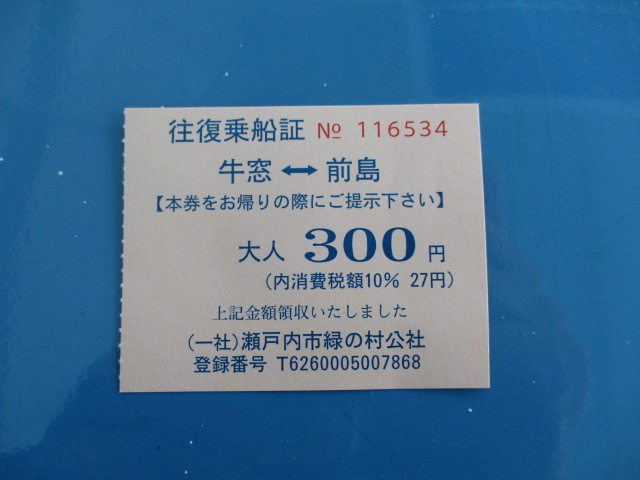 往復乗船証 № 116534
牛窓 ↔ 前島
【本券をお帰りの際にご提示下さい】
大人 300 円
(内消費税額10% 27円)
上記金額領収いたしました
(一社)瀬戸内市緑の村公社
登録番号 T6260005007868